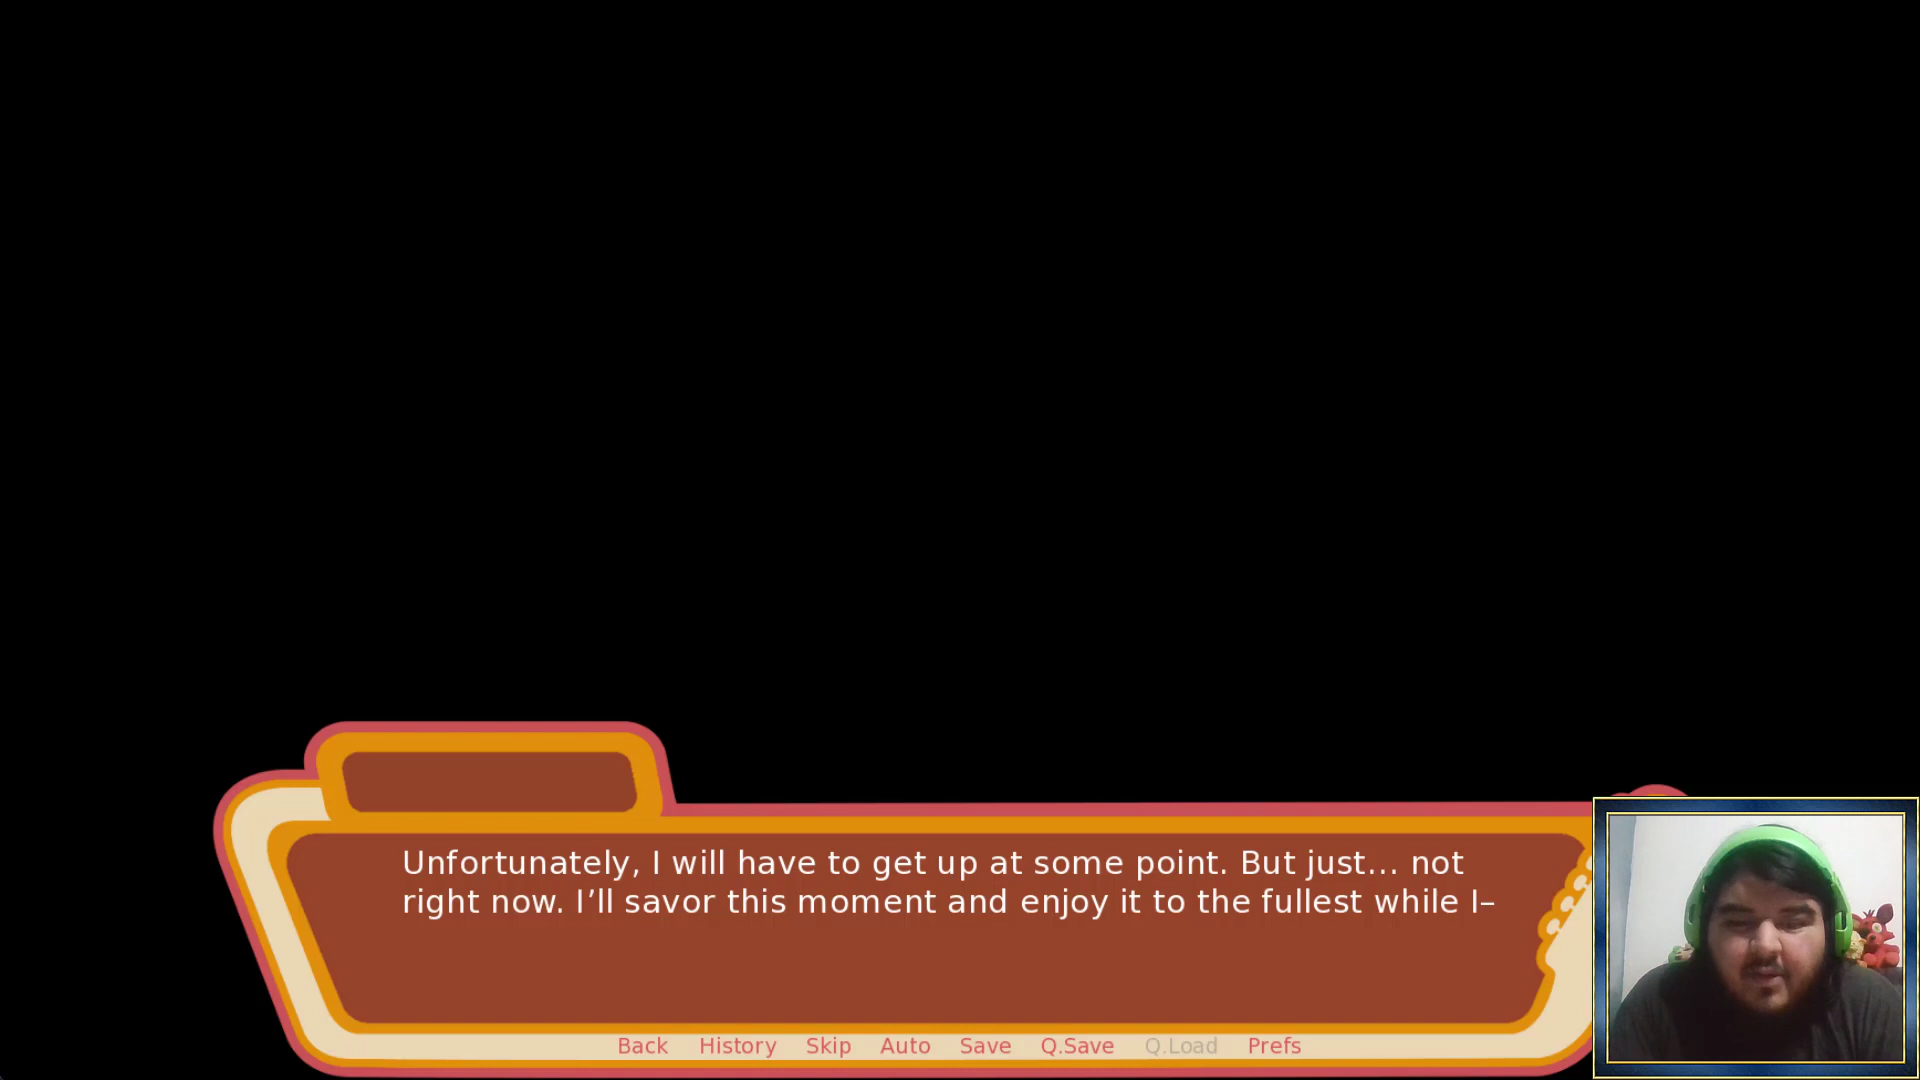 Unfortunately, I will have to get up at some point. But just... not
right now. I’ll savor this moment and enjoy it to the fullest while I–
Back History Skip Auto Save Q.Save Q.Load Prefs